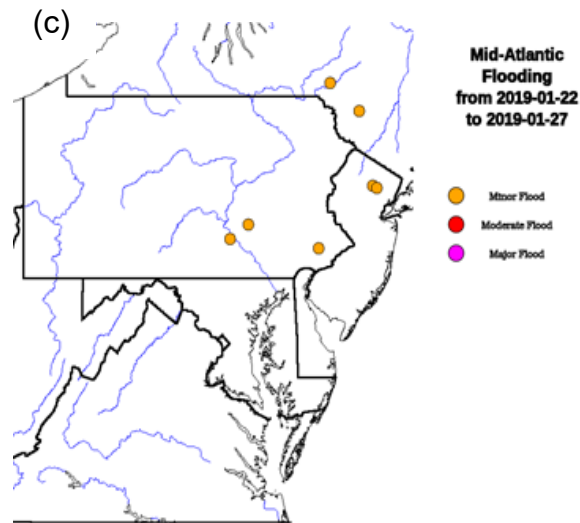 (c)
Mid-Atlantic
Flooding
from 2019-01-22
to 2019-01-27
Minor Flood
Moderate Flood
Major Flood